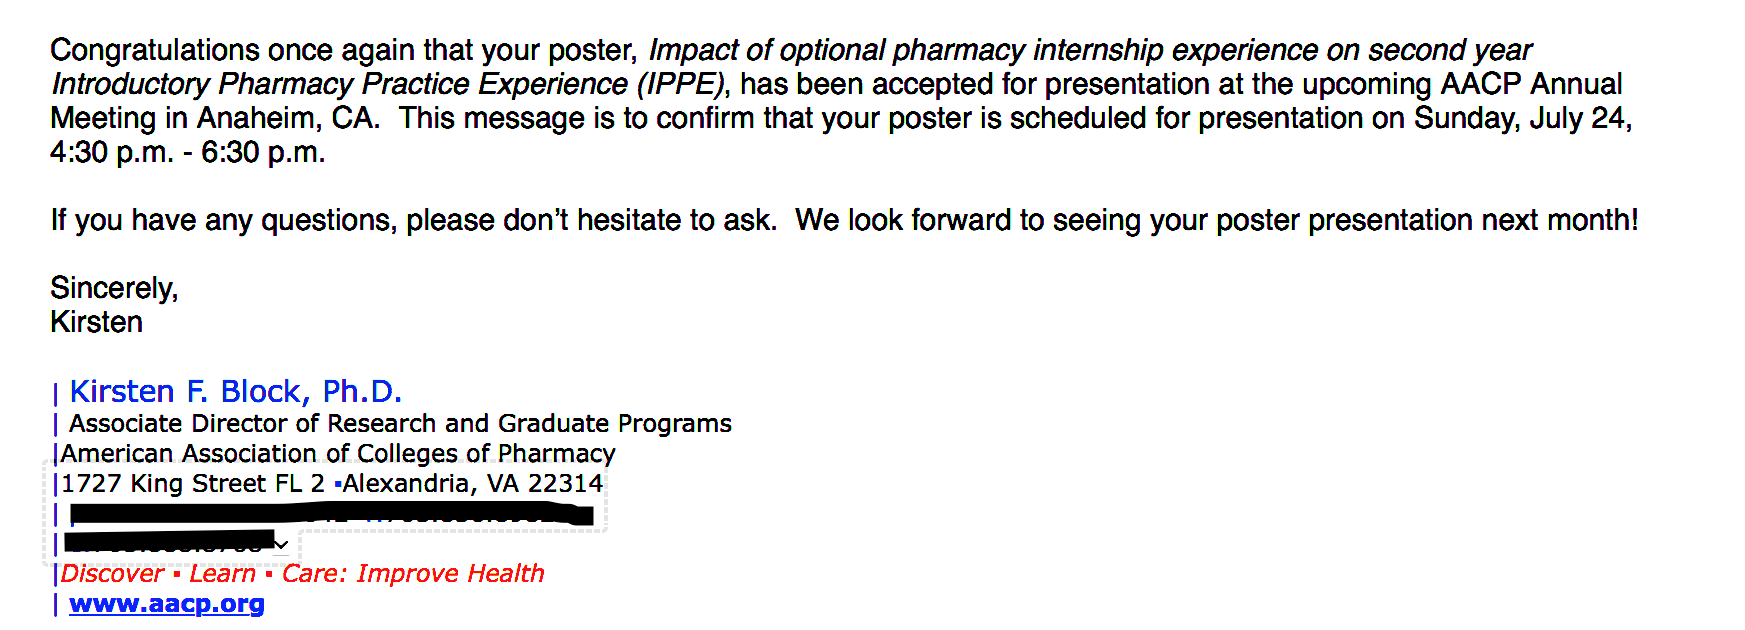 Congratulations once again that your poster, Impact of optional pharmacy internship experience on second year
Introductory Pharmacy Practice Experience (IPPE), has been accepted for presentation at the upcoming AACP Annual
Meeting in Anaheim, CA.  This message is to confirm that your poster is scheduled for presentation on Sunday, July 24,
4:30 p.m. - 6:30 p.m.
If you have any questions, please don’t hesitate to ask.  We look forward to seeing your poster presentation next month!
Sincerely,
Kirsten
| Kirsten F. Block, Ph.D.
| Associate Director of Research and Graduate Programs
|American Association of Colleges of Pharmacy
|1727 King Street FL 2 ▪Alexandria, VA 22314
|Discover ▪ Learn ▪ Care: Improve Health
| www.aacp.org